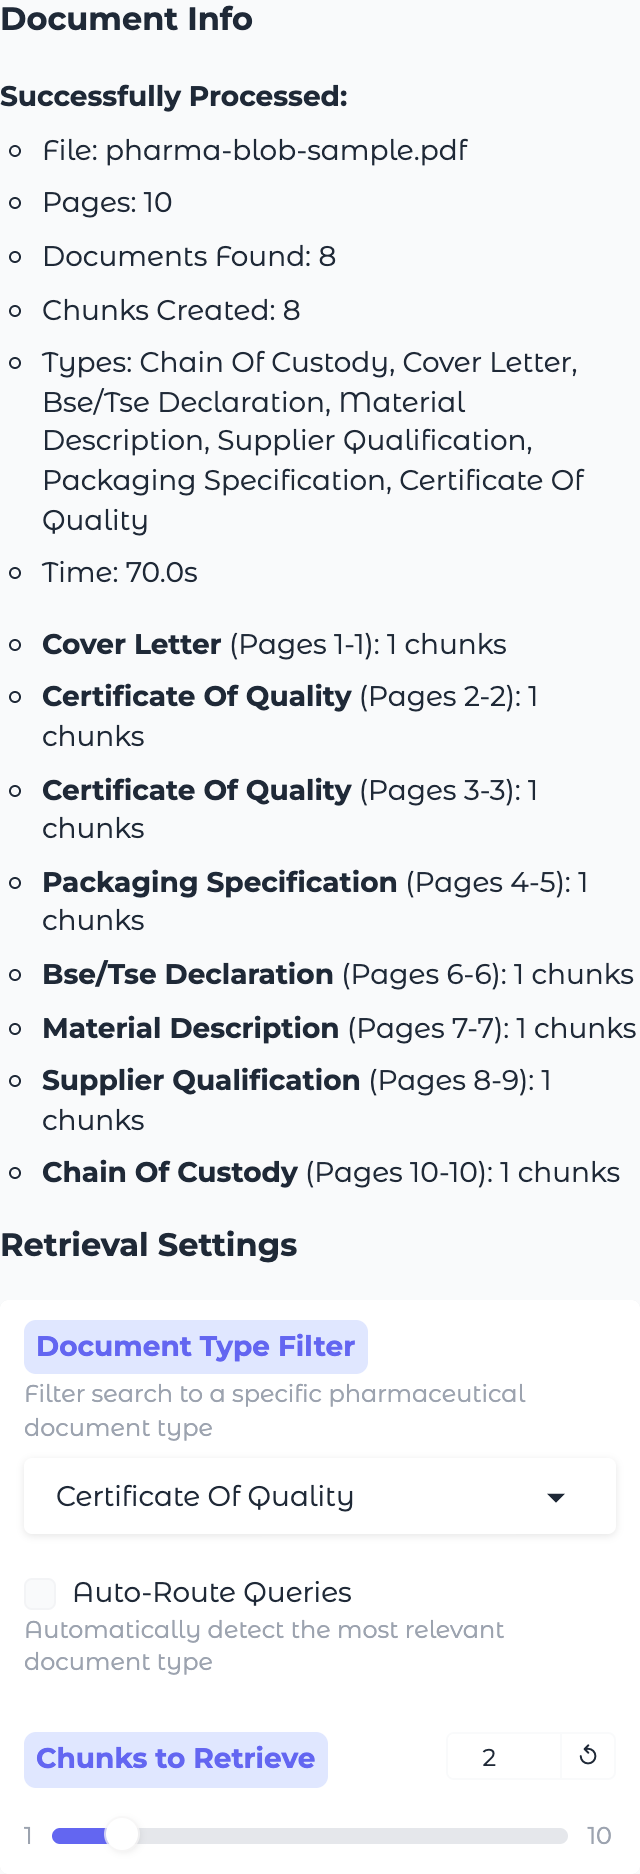 Document Info
Successfully Processed:
File: pharma-blob-sample.pdf
Pages: 10
Documents Found: 8
Chunks Created: 8
Types: Chain Of Custody, Cover Letter,
Bse/Tse Declaration, Material
Description, Supplier Qualification,
Packaging Specification, Certificate Of
Quality
Time: 70.0s
Cover Letter (Pages 1-1): 1 chunks
Certificate Of Quality (Pages 2-2): 1
chunks
Certificate Of Quality (Pages 3-3): 1
chunks
Packaging Specification (Pages 4-5): 1
chunks
Bse/Tse Declaration (Pages 6-6): 1 chunks
Material Description (Pages 7-7): 1 chunks
Supplier Qualification (Pages 8-9): 1
chunks
Chain Of Custody (Pages 10-10): 1 chunks
Retrieval Settings
Document Type Filter
Filter search to a specific pharmaceutical
document type
Certificate Of Quality
Auto-Route Queries
Automatically detect the most relevant
document type
Chunks to Retrieve 2
1 10